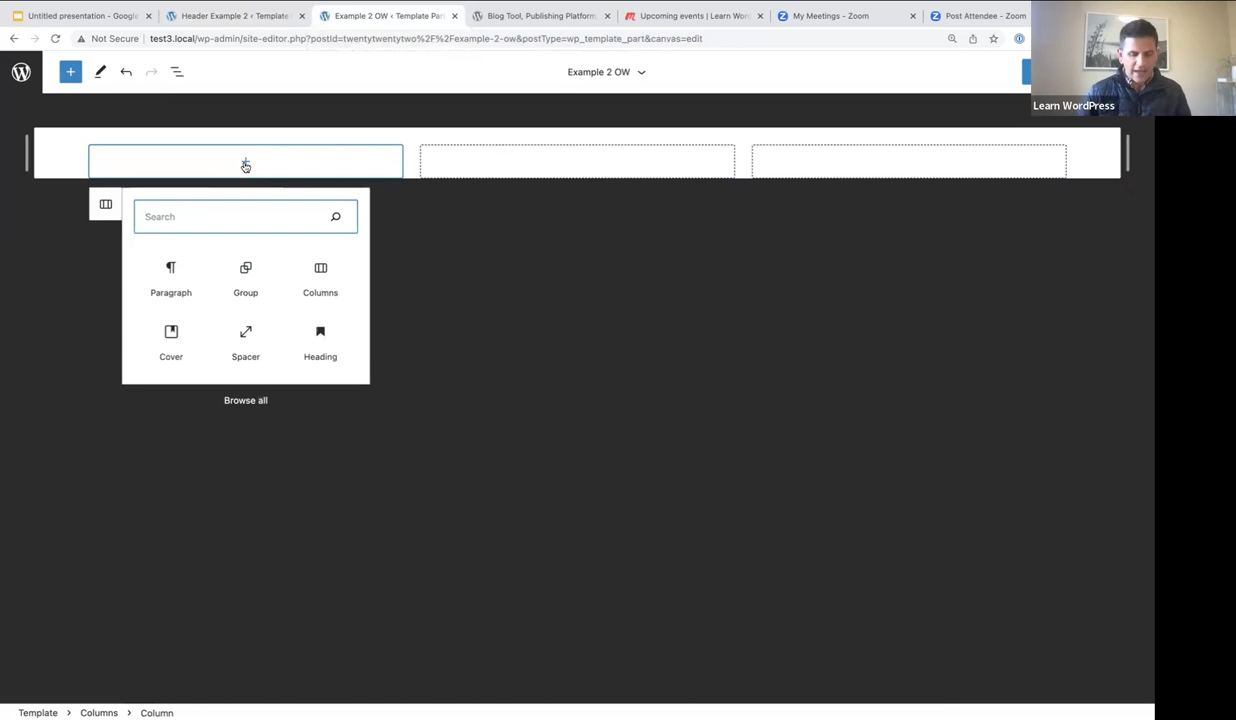 Untitled presentation - Google
Header Example 2 ‹ Template
Example 2 OW ‹ Template Par
Blog Tool, Publishing Platform,
Upcoming events | Learn Wor
My Meetings - Zoom
Post Attendee - Zoom
Not Secure
test3.local/wp-admin/site-editor.php?postId=twentytwentytwo%2F%2Fexample-2-ow&postType=wp_template_part&canvas=edit
Example 2 OW
Learn WordPress
Search
Paragraph
Group
Columns
Cover
Spacer
Heading
Browse all
Template > Columns > Column